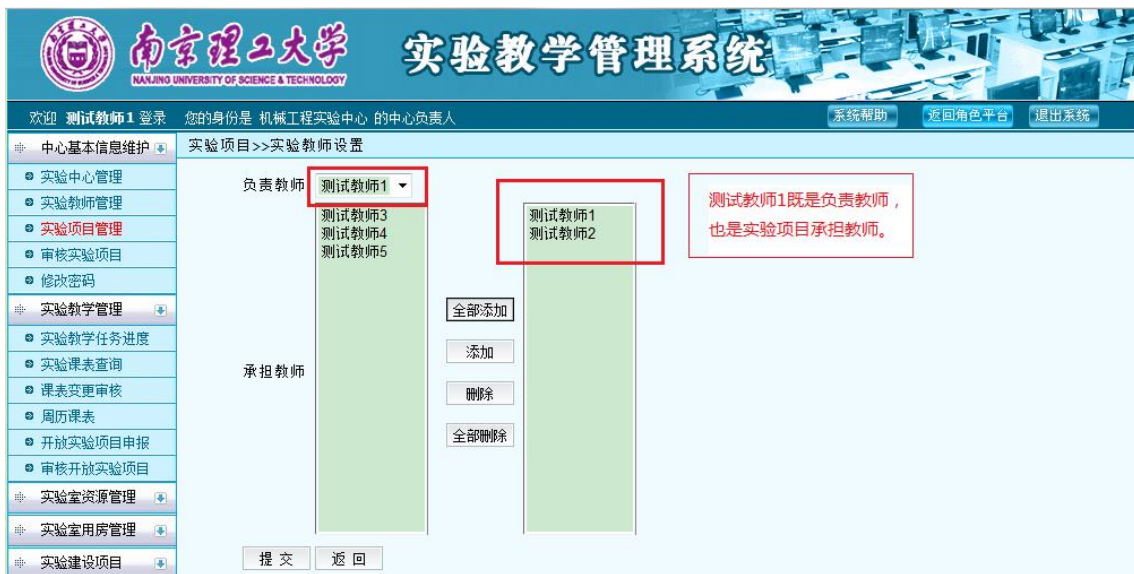 南京理工大学
NANJING UNIVERSITY OF SCIENCE & TECHNOLOGY
实验教学管理系统
欢迎 测试教师1 登录 您的身份是 机械工程实验中心 的中心负责人
系统帮助 返回角色平台 退出系统
中心基本信息维护
实验中心管理
实验教师管理
实验项目管理
审核实验项目
修改密码
实验教学管理
实验教学任务进度
实验课表查询
课表变更审核
周历课表
开放实验项目申报
审核开放实验项目
实验室资源管理
实验室用房管理
实验建设项目
实验项目>>实验教师设置
负责教师 测试教师1
承担教师
测试教师3
测试教师4
测试教师5
全部添加
添加
删除
全部删除
测试教师1
测试教师2
测试教师1既是负责教师，
也是实验项目承担教师。
提 交 返 回